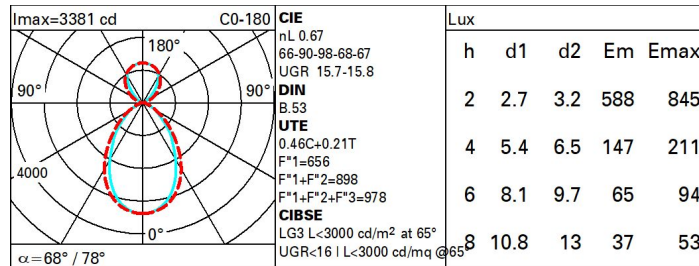 Imax=3381 cd C0-180
180°
90° 90°
4000
0°
α=68° / 78°
CIE
nL 0.67
66-90-98-68-67
UGR 15.7-15.8
DIN
B.53
UTE
0.46C+0.21T
F"1=656
F"1+F"2=898
F"1+F"2+F"3=978
CIBSE
LG3 L<3000 cd/m² at 65°
UGR<16 | L<3000 cd/mq @65°
Lux
h d1 d2 Em Emax
2 2.7 3.2 588 845
4 5.4 6.5 147 211
6 8.1 9.7 65 94
8 10.8 13 37 53